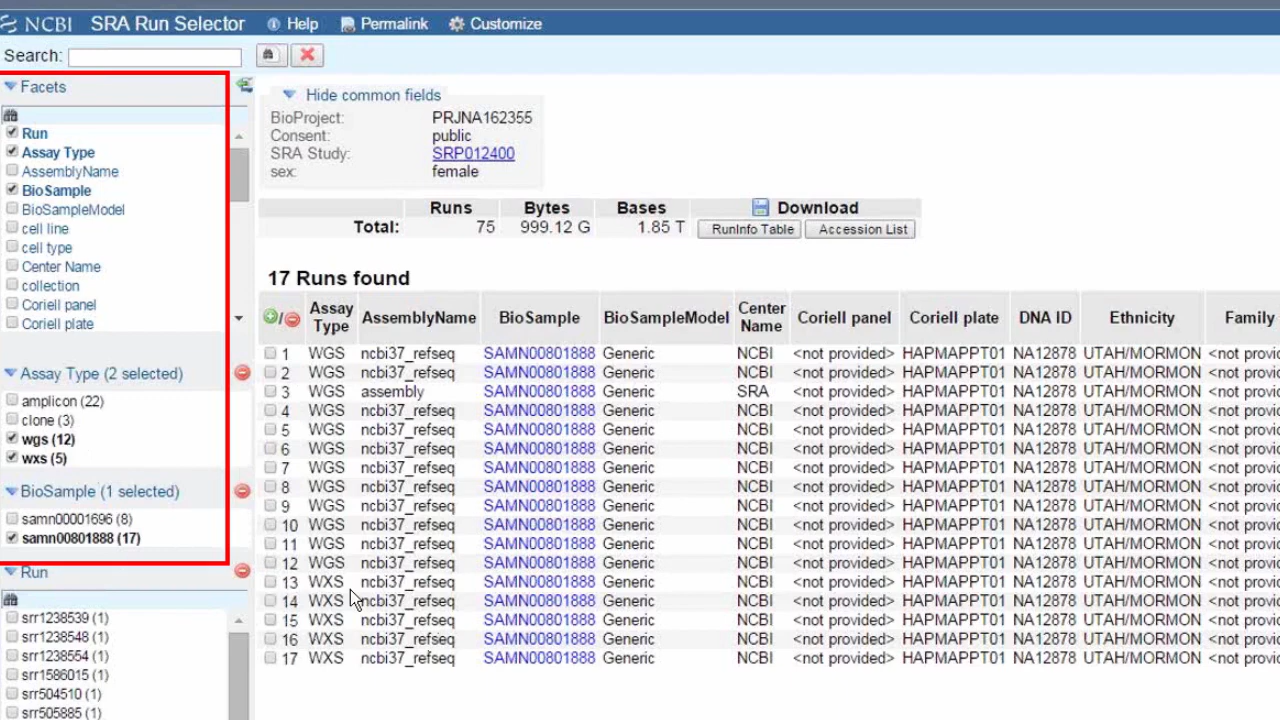 NCBI SRA Run Selector Help Permalink Customize
Search:
Facets
Run
Assay Type
AssemblyName
BioSample
BioSampleModel
cell line
cell type
Center Name
collection
Coriell panel
Coriell plate
Assay Type (2 selected)
amplicon (22)
clone (3)
wgs (12)
wxs (5)
BioSample (1 selected)
samn00001696 (8)
samn00801888 (17)
Run
srr1238539 (1)
srr1238548 (1)
srr1238554 (1)
srr1586015 (1)
srr504510 (1)
srr505885 (1)
Hide common fields
BioProject: PRJNA162355
Consent: public
SRA Study: SRP012400
sex: female
Runs Bytes Bases Download
Total: 75 999.12 G 1.85 T RunInfo Table Accession List
17 Runs found
/ Assay Type AssemblyName BioSample BioSampleModel Center Name Coriell panel Coriell plate DNA ID Ethnicity Family
1 WGS ncbi37_refseq SAMN00801888 Generic NCBI <not provided> HAPMAPPT01 NA12878 UTAH/MORMON <not provi
2 WGS ncbi37_refseq SAMN00801888 Generic NCBI <not provided> HAPMAPPT01 NA12878 UTAH/MORMON <not provi
3 WGS assembly SAMN00801888 Generic SRA <not provided> HAPMAPPT01 NA12878 UTAH/MORMON <not provi
4 WGS ncbi37_refseq SAMN00801888 Generic NCBI <not provided> HAPMAPPT01 NA12878 UTAH/MORMON <not provi
5 WGS ncbi37_refseq SAMN00801888 Generic NCBI <not provided> HAPMAPPT01 NA12878 UTAH/MORMON <not provi
6 WGS ncbi37_refseq SAMN00801888 Generic NCBI <not provided> HAPMAPPT01 NA12878 UTAH/MORMON <not provi
7 WGS ncbi37_refseq SAMN00801888 Generic NCBI <not provided> HAPMAPPT01 NA12878 UTAH/MORMON <not provi
8 WGS ncbi37_refseq SAMN00801888 Generic NCBI <not provided> HAPMAPPT01 NA12878 UTAH/MORMON <not provi
9 WGS ncbi37_refseq SAMN00801888 Generic NCBI <not provided> HAPMAPPT01 NA12878 UTAH/MORMON <not provi
10 WGS ncbi37_refseq SAMN00801888 Generic NCBI <not provided> HAPMAPPT01 NA12878 UTAH/MORMON <not provi
11 WGS ncbi37_refseq SAMN00801888 Generic NCBI <not provided> HAPMAPPT01 NA12878 UTAH/MORMON <not provi
12 WGS ncbi37_refseq SAMN00801888 Generic NCBI <not provided> HAPMAPPT01 NA12878 UTAH/MORMON <not provi
13 WXS ncbi37_refseq SAMN00801888 Generic NCBI <not provided> HAPMAPPT01 NA12878 UTAH/MORMON <not provi
14 WXS ncbi37_refseq SAMN00801888 Generic NCBI <not provided> HAPMAPPT01 NA12878 UTAH/MORMON <not provi
15 WXS ncbi37_refseq SAMN00801888 Generic NCBI <not provided> HAPMAPPT01 NA12878 UTAH/MORMON <not provi
16 WXS ncbi37_refseq SAMN00801888 Generic NCBI <not provided> HAPMAPPT01 NA12878 UTAH/MORMON <not provi
17 WXS ncbi37_refseq SAMN00801888 Generic NCBI <not provided> HAPMAPPT01 NA12878 UTAH/MORMON <not provi